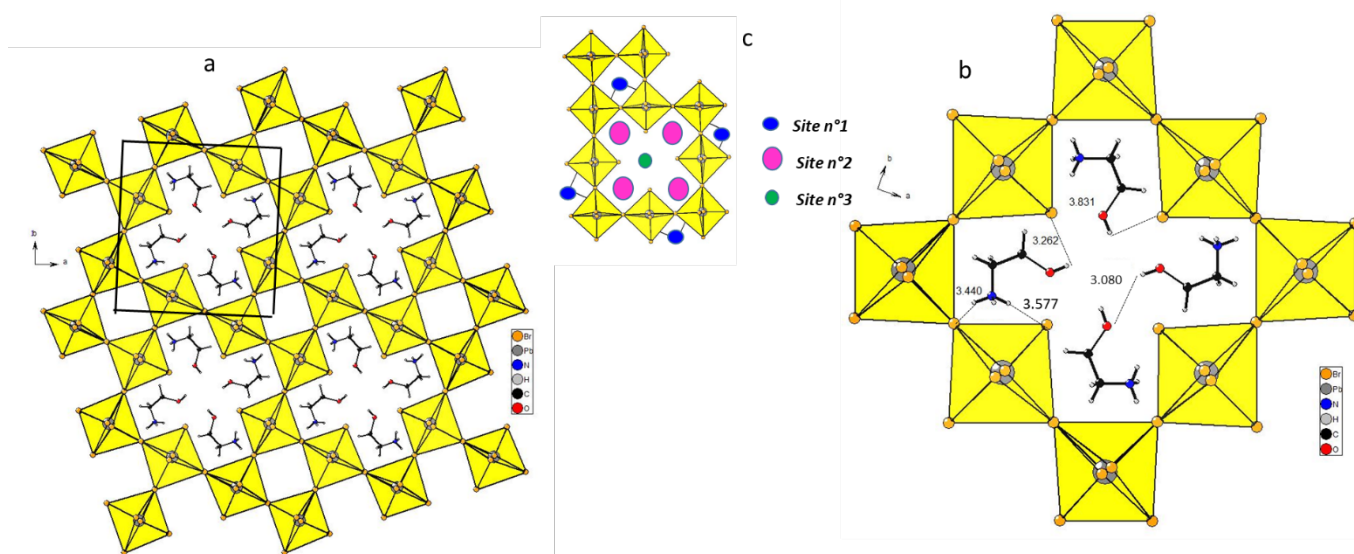 a
b
a
Br
Pb
N
H
C
O
c
Site n°1
Site n°2
Site n°3
b
b
a
3.831
3.262
3.440
3.577
3.080
Br
Pb
N
H
C
O